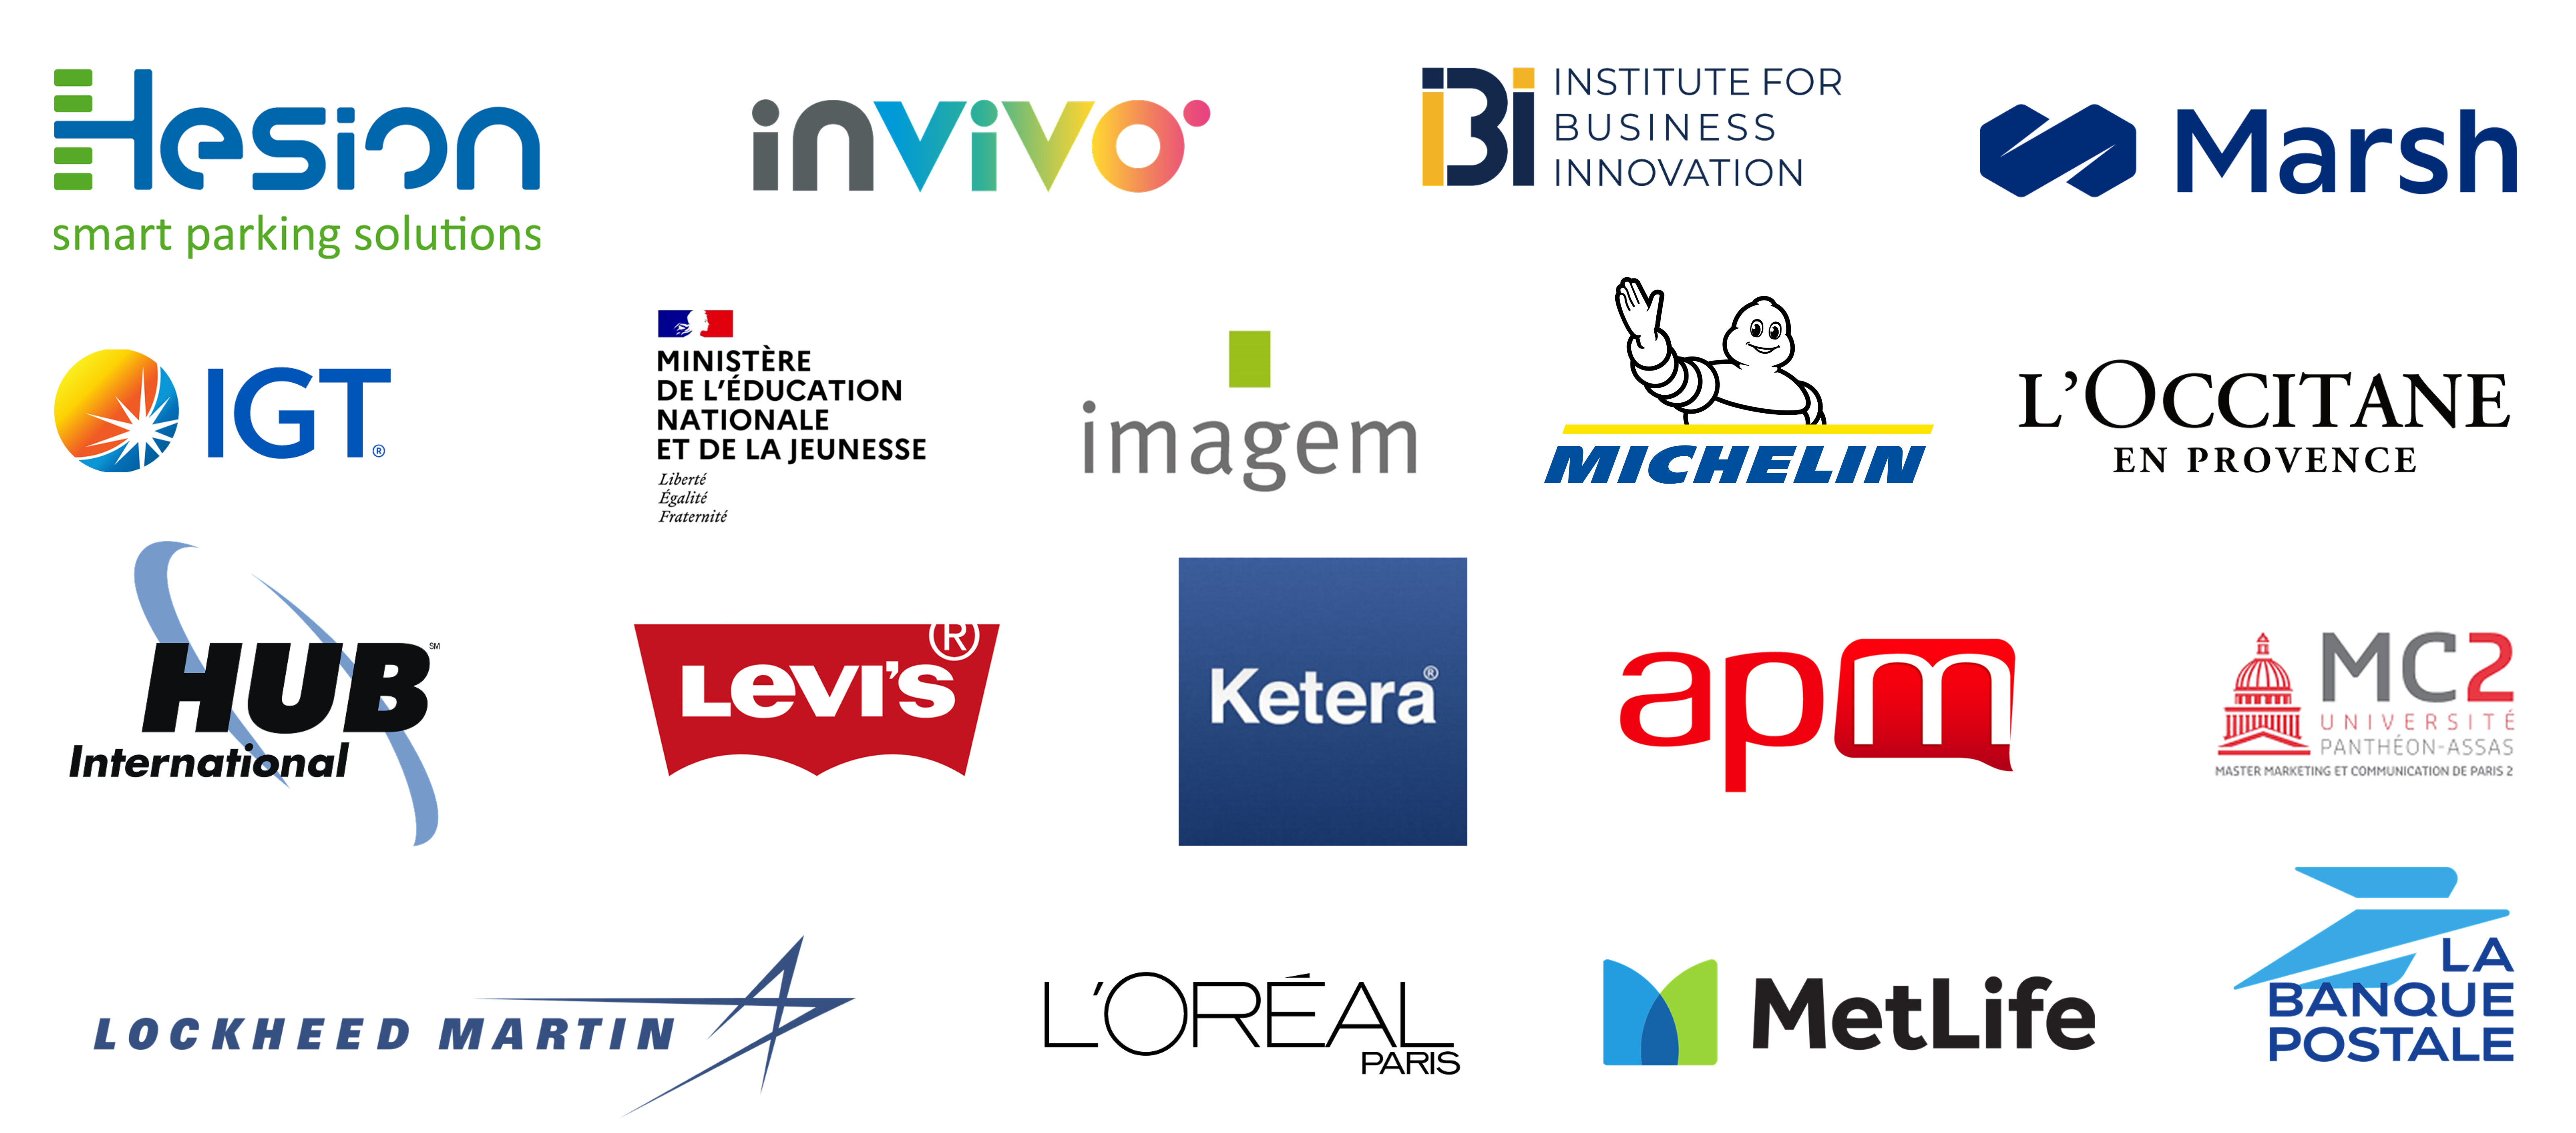 Hesion
smart parking solutions
invivo
iBi
INSTITUTE FOR
BUSINESS
INNOVATION
Marsh
IGT®
MINISTÈRE
DE L'ÉDUCATION
NATIONALE
ET DE LA JEUNESSE
Liberté
Égalité
Fraternité
imagem
MICHELIN
L'OCCITANE
EN PROVENCE
HUB℠
International
LEVI'S®
Ketera®
apm
MC2
UNIVERSITÉ
PANTHÉON-ASSAS
MASTER MARKETING ET COMMUNICATION DE PARIS 2
LOCKHEED MARTIN
L'ORÉAL
PARIS
MetLife
LA
BANQUE
POSTALE